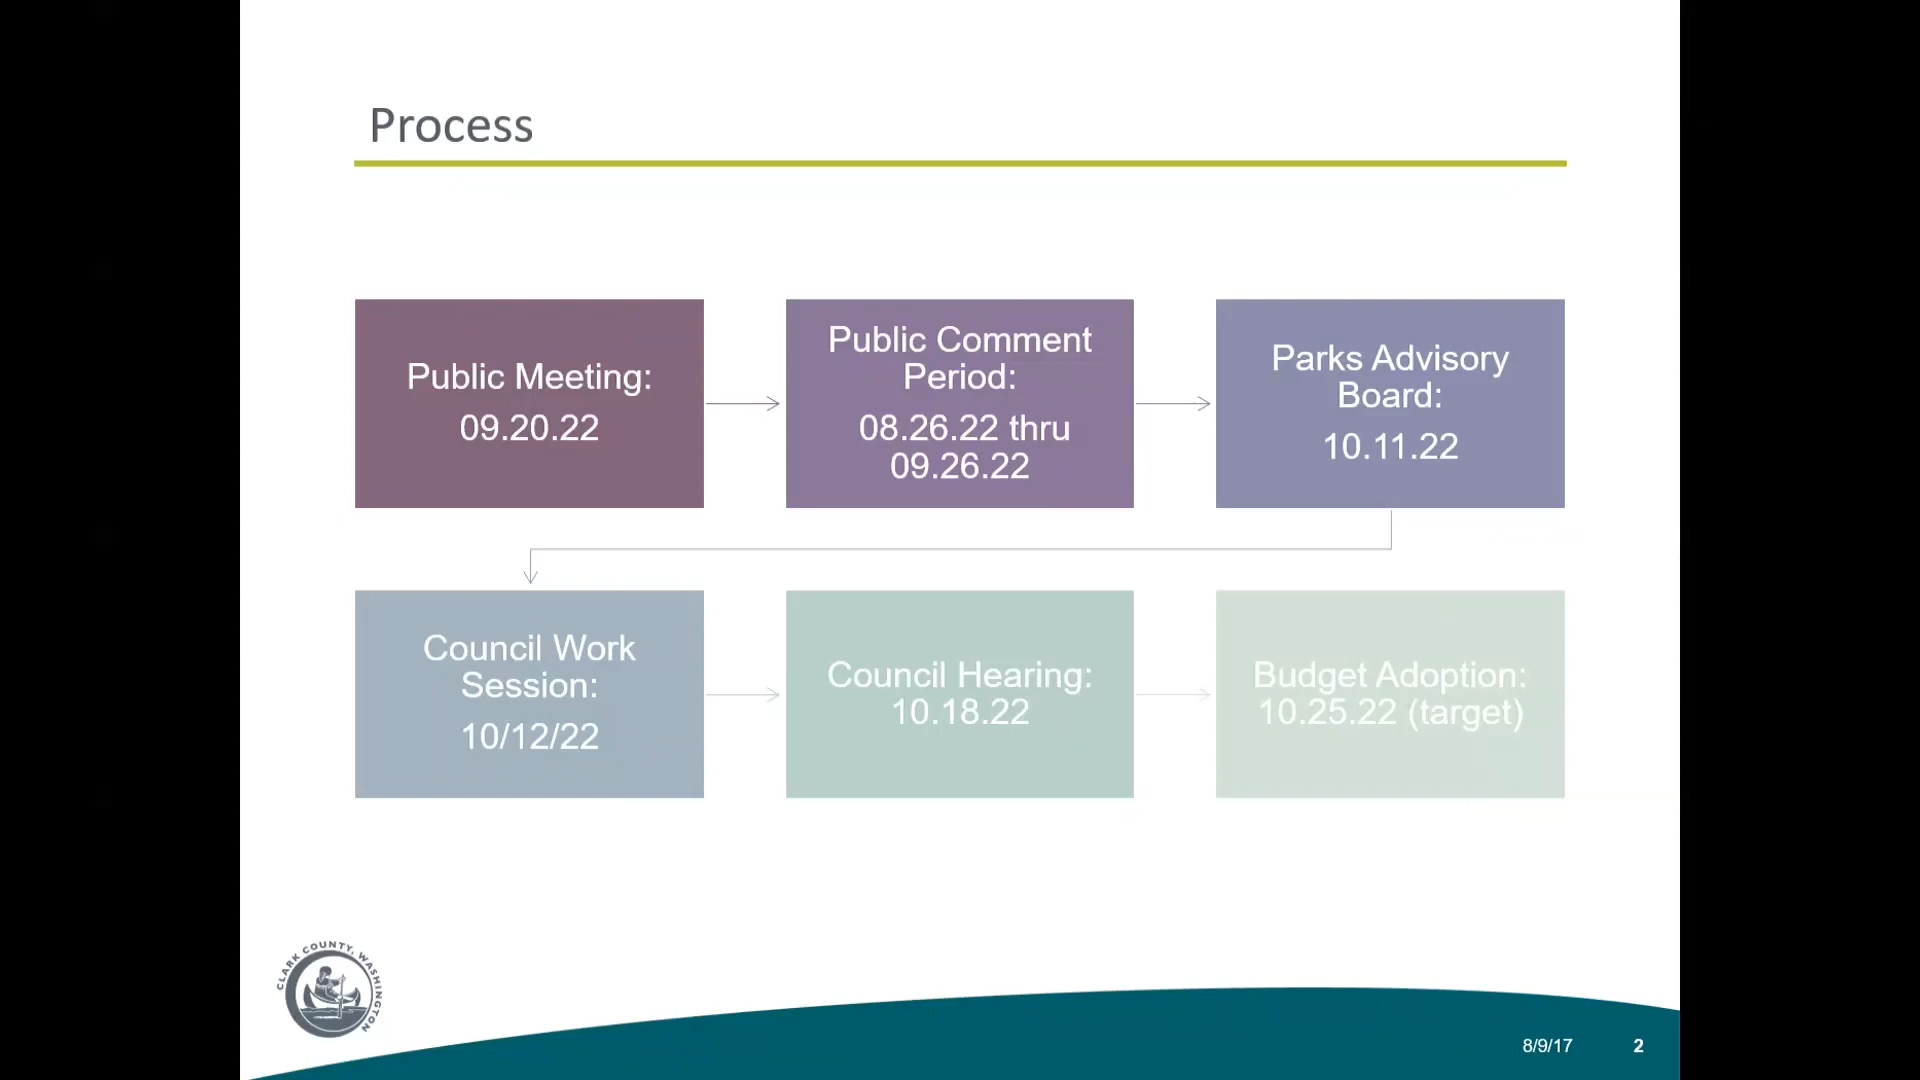 Process
Public Meeting:
09.20.22
Public Comment
Period:
08.26.22 thru
09.26.22
Parks Advisory
Board:
10.11.22
Council Work
Session:
10/12/22
Council Hearing:
10.18.22
Budget Adoption:
10.25.22 (target)
CLARK COUNTY, WASHINGTON
8/9/17
2